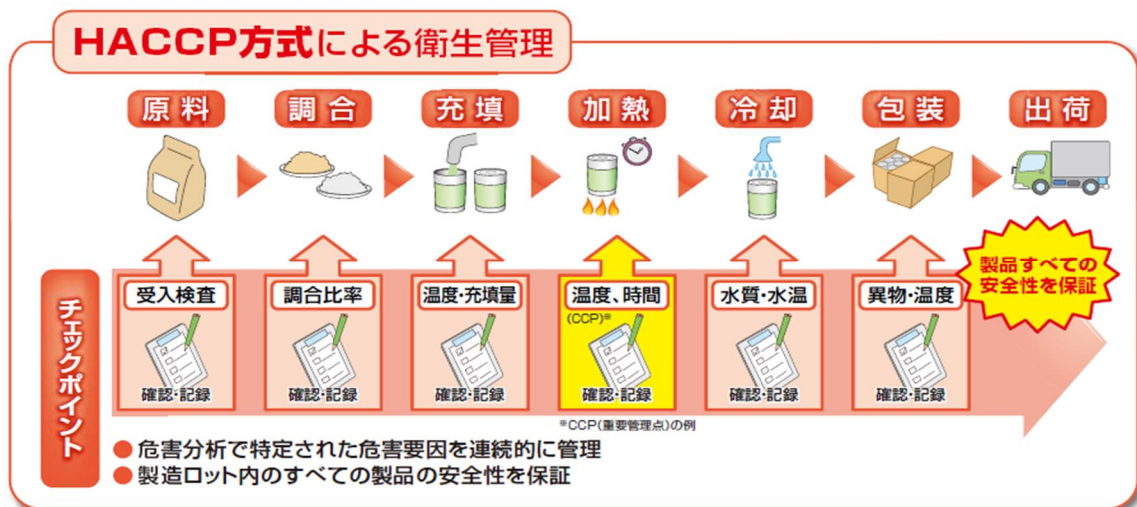 HACCP方式による衛生管理
原料
調合
充填
加熱
冷却
包装
出荷
チェックポイント
受入検査
確認・記録
調合比率
確認・記録
温度・充填量
確認・記録
温度、時間
(CCP)※
確認・記録
水質・水温
確認・記録
異物・温度
確認・記録
製品すべての
安全性を保証
※CCP(重要管理点)の例
●危害分析で特定された危害要因を連続的に管理
●製造ロット内のすべての製品の安全性を保証